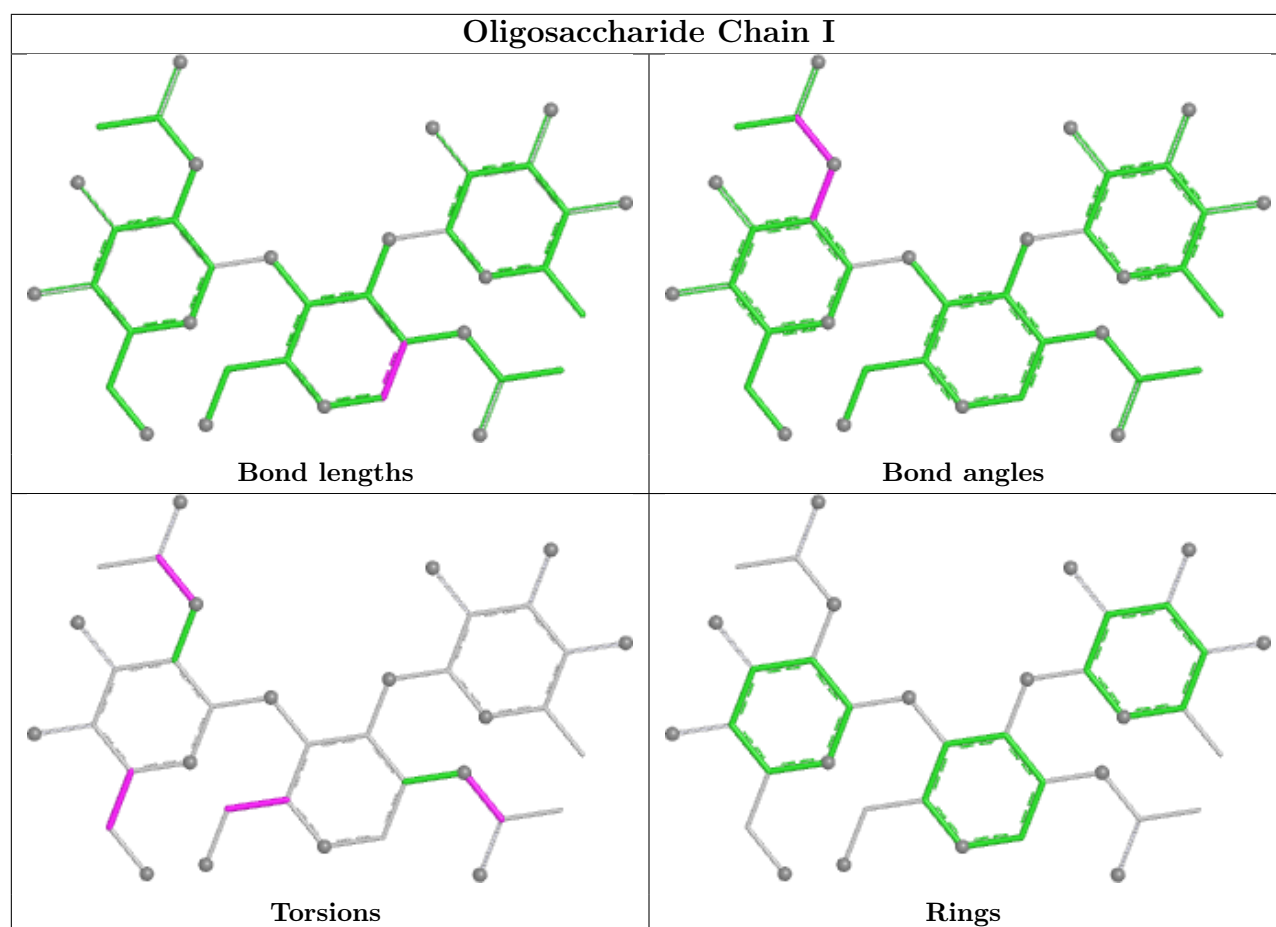 Oligosaccharide Chain I
Bond lengths
Bond angles
Torsions
Rings